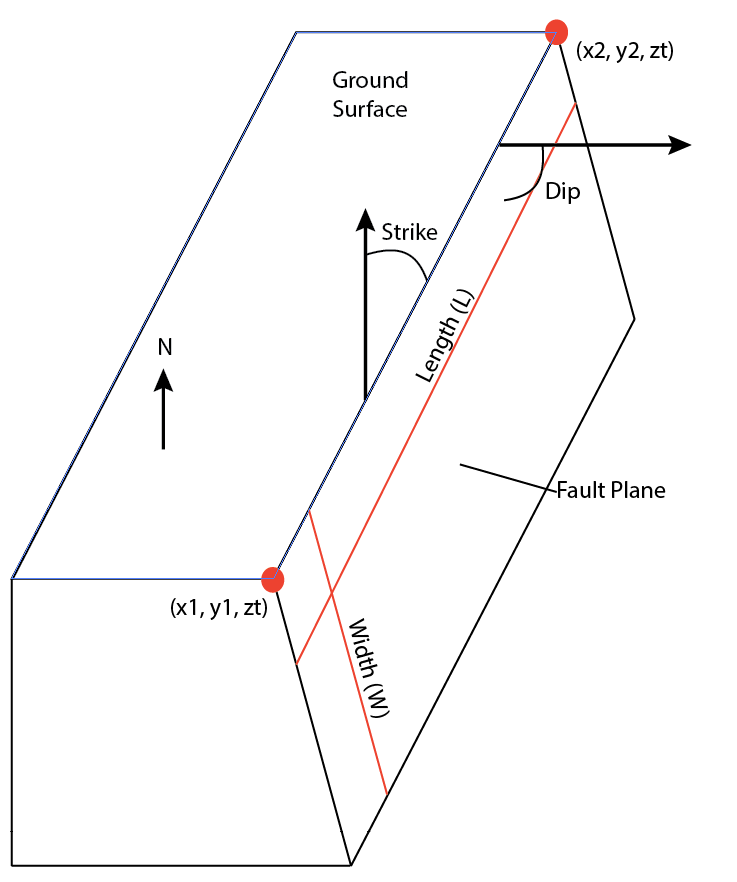 (x2, y2, zt)
Ground
Surface
Dip
Strike
Length (L)
N
Fault Plane
(x1, y1, zt)
Width (W)